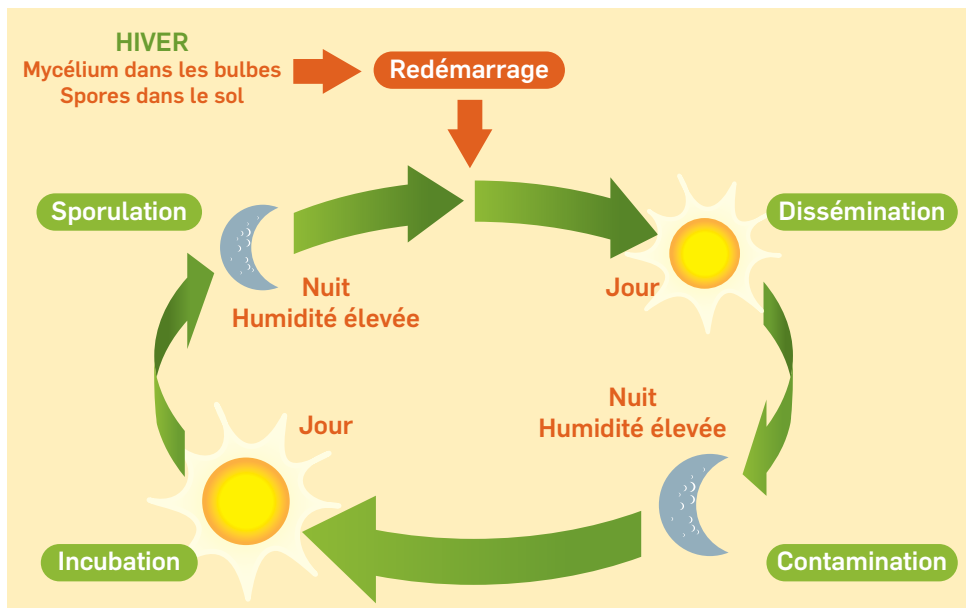 HIVER
Mycélium dans les bulbes
Spores dans le sol
Redémarrage
Sporulation
Dissémination
Nuit
Humidité élevée
Jour
Nuit
Humidité élevée
Jour
Incubation
Contamination